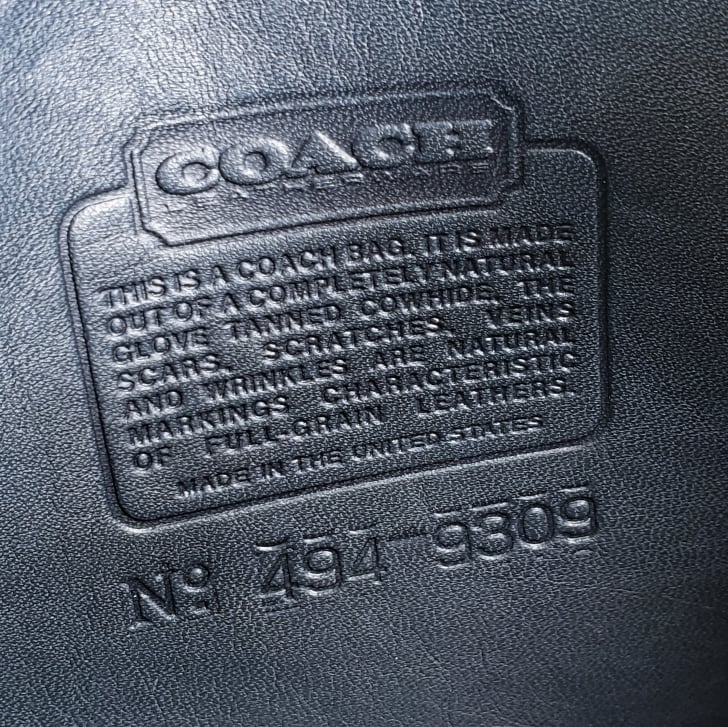 COACH
LEATHERWARE
THIS IS A COACH BAG. IT IS MADE
OUT OF A COMPLETELY NATURAL
GLOVE TANNED COWHIDE. THE
SCARS, SCRATCHES, VEINS
AND WRINKLES ARE NATURAL
MARKINGS CHARACTERISTIC
OF FULL-GRAIN LEATHERS.
MADE IN THE UNITED STATES
Nº 494-9309